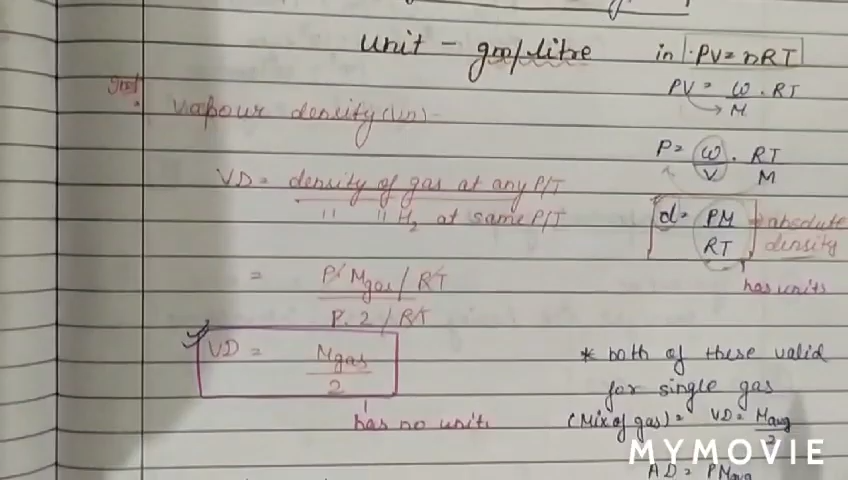 unit - gm/litre
in PV = nRT
PV = ω . RT
M
Vapour density
P = ω . RT
V M
VD = density of gas at any P/T
" " H2 at same P/T
d = PM → absolute
RT density
has units
= P Mgas / RT
P. 2 / RT
VD = Mgas
2
has no units
* both of these valid
for single gas
(Mix of gas) = VD = Mavg
2
MYMOVIE
AD = PMavg